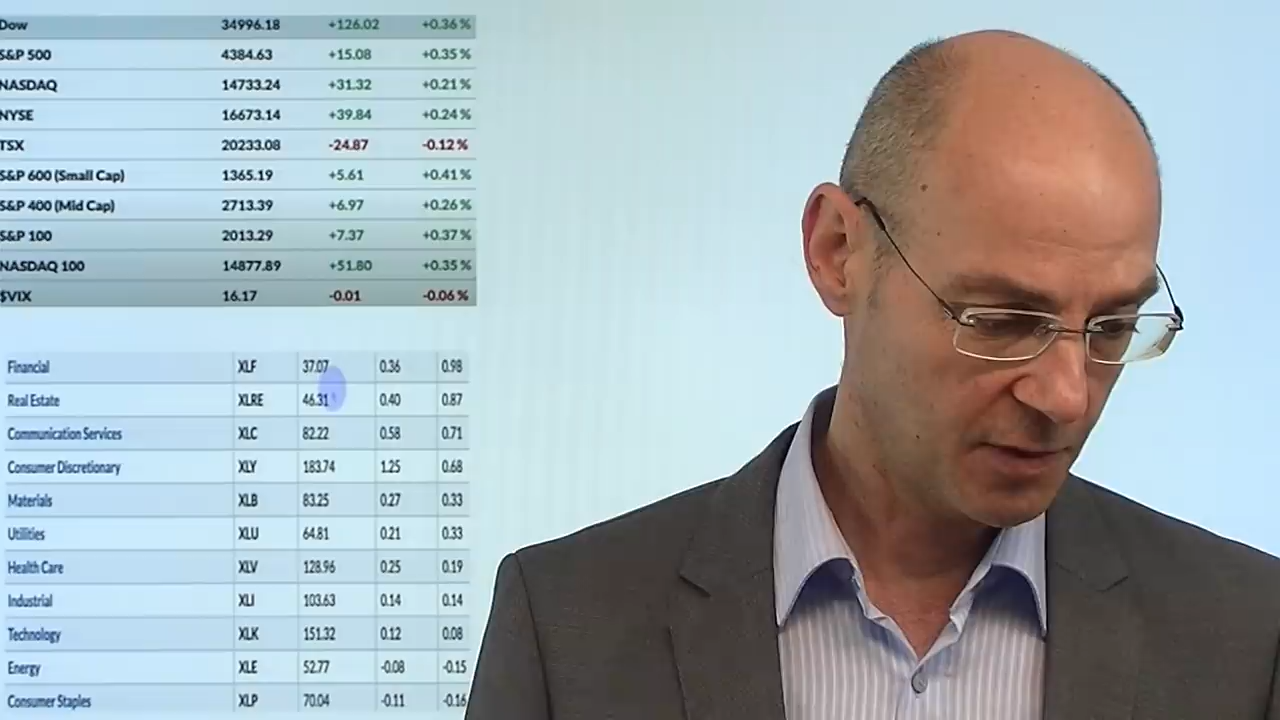 Dow 34996.18 +126.02 +0.36%
S&P 500 4384.63 +15.08 +0.35%
NASDAQ 14733.24 +31.32 +0.21%
NYSE 16673.14 +39.84 +0.24%
TSX 20233.08 -24.87 -0.12%
S&P 600 (Small Cap) 1365.19 +5.61 +0.41%
S&P 400 (Mid Cap) 2713.39 +6.97 +0.26%
S&P 100 2013.29 +7.37 +0.37%
NASDAQ 100 14877.89 +51.80 +0.35%
$VIX 16.17 -0.01 -0.06%
Financial XLF 37.07 0.36 0.98
Real Estate XLRE 46.31 0.40 0.87
Communication Services XLC 82.22 0.58 0.71
Consumer Discretionary XLY 183.74 1.25 0.68
Materials XLB 83.25 0.27 0.33
Utilities XLU 64.81 0.21 0.33
Health Care XLV 128.96 0.25 0.19
Industrial XLI 103.63 0.14 0.14
Technology XLK 151.32 0.12 0.08
Energy XLE 52.77 -0.08 -0.15
Consumer Staples XLP 70.04 -0.11 -0.16